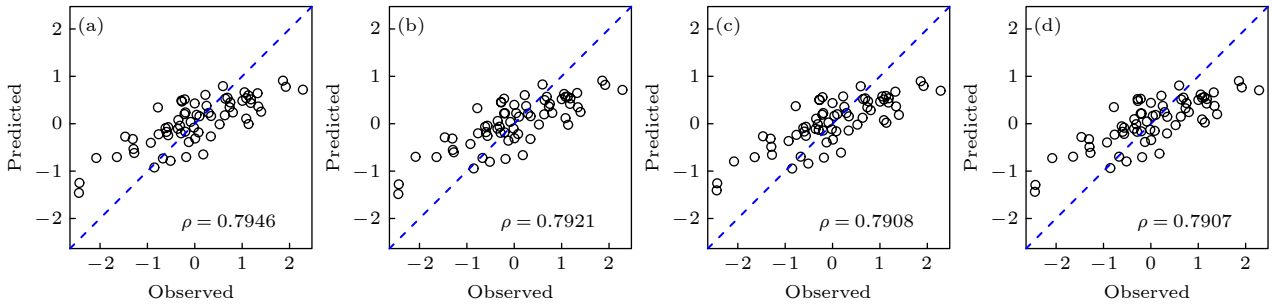 (a)
2
1
0
−1
−2
Predicted
ρ = 0.7946
−2 −1 0 1 2
Observed
(b)
2
1
0
−1
−2
Predicted
ρ = 0.7921
−2 −1 0 1 2
Observed
(c)
2
1
0
−1
−2
Predicted
ρ = 0.7908
−2 −1 0 1 2
Observed
(d)
2
1
0
−1
−2
Predicted
ρ = 0.7907
−2 −1 0 1 2
Observed